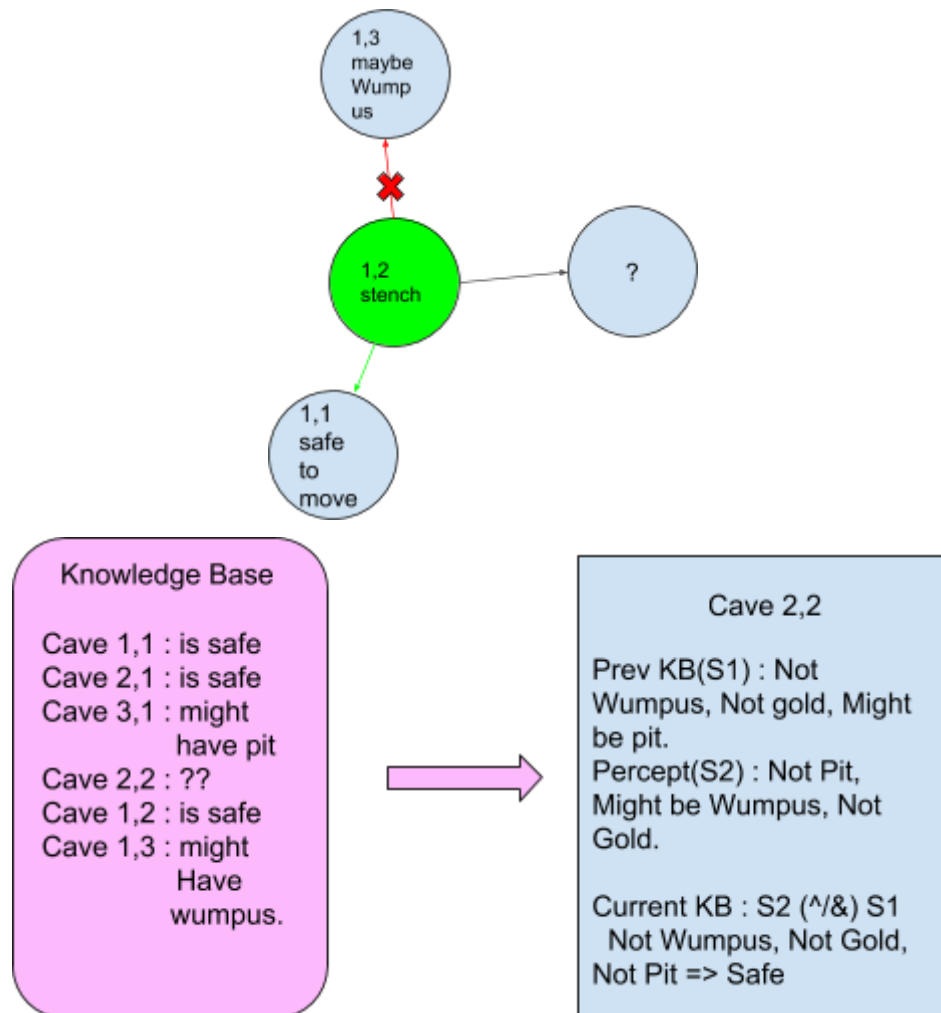 1,3
maybe
Wump
us
1,2
stench
?
1,1
safe
to
move
Knowledge Base
Cave 1,1 : is safe
Cave 2,1 : is safe
Cave 3,1 : might
have pit
Cave 2,2 : ??
Cave 1,2 : is safe
Cave 1,3 : might
Have
wumpus.
Cave 2,2
Prev KB(S1) : Not
Wumpus, Not gold, Might
be pit.
Percept(S2) : Not Pit,
Might be Wumpus, Not
Gold.
Current KB : S2 (^/&) S1
Not Wumpus, Not Gold,
Not Pit => Safe